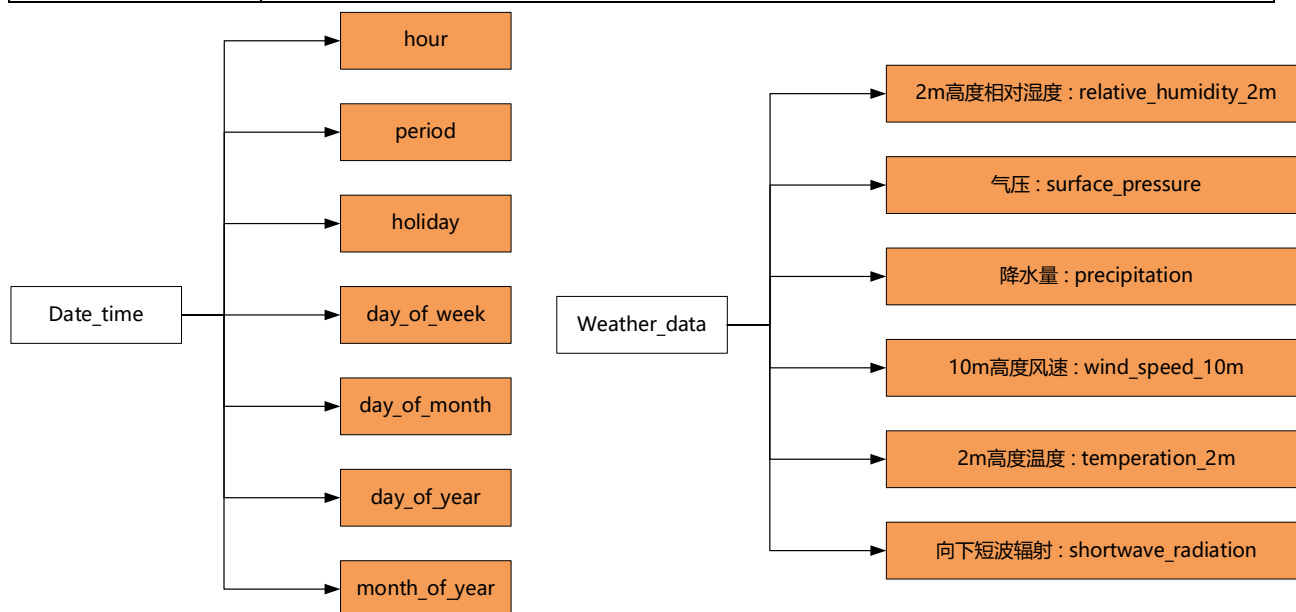 Date_time
hour
period
holiday
day_of_week
day_of_month
day_of_year
month_of_year
Weather_data
2m高度相对湿度 : relative_humidity_2m
气压 : surface_pressure
降水量 : precipitation
10m高度风速 : wind_speed_10m
2m高度温度 : temperation_2m
向下短波辐射 : shortwave_radiation